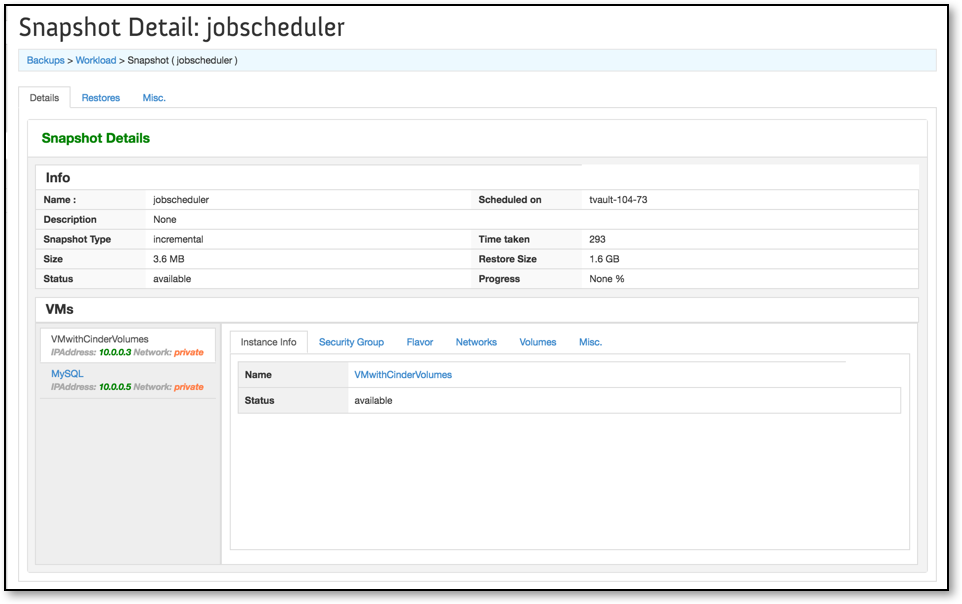 Snapshot Detail: jobscheduler
Backups > Workload > Snapshot ( jobscheduler )
Details Restores Misc.
Snapshot Details
Info
Name : jobscheduler Scheduled on tvault-104-73
Description None
Snapshot Type incremental Time taken 293
Size 3.6 MB Restore Size 1.6 GB
Status available Progress None %
VMs
VMwithCinderVolumes
IPAddress: 10.0.0.3 Network: private
MySQL
IPAddress: 10.0.0.5 Network: private
Instance Info Security Group Flavor Networks Volumes Misc.
Name VMwithCinderVolumes
Status available